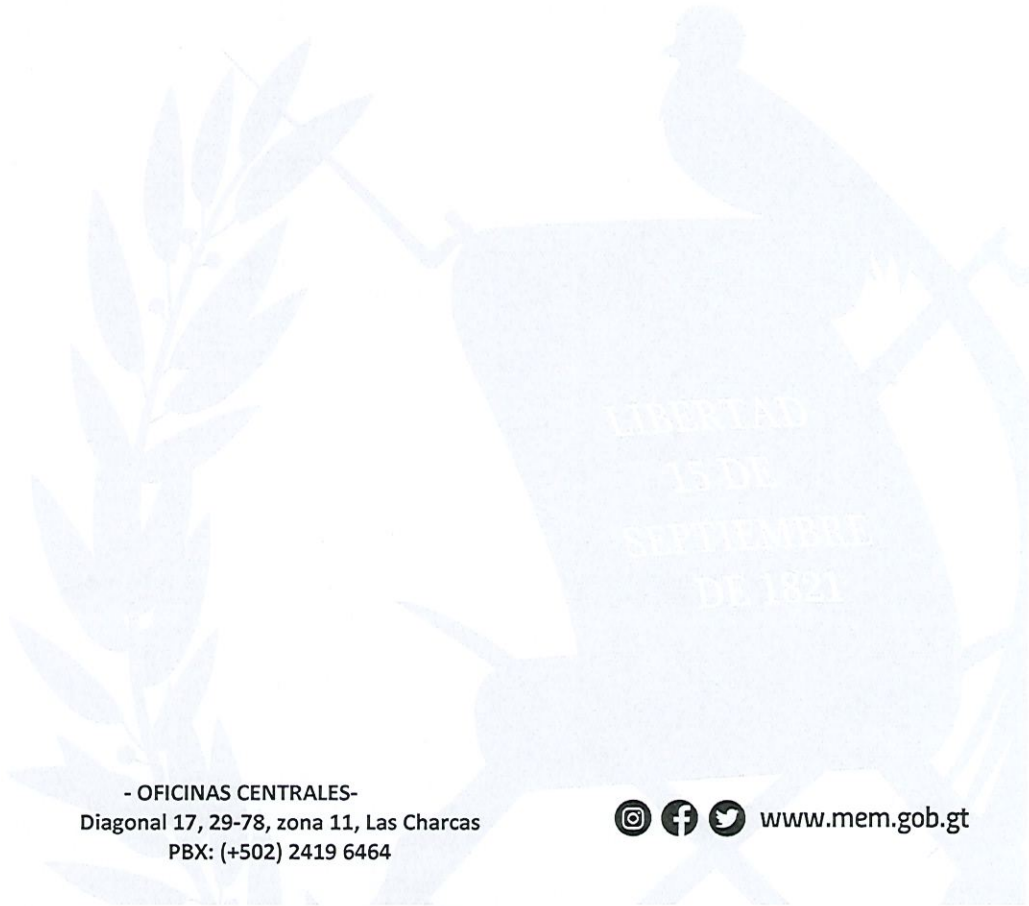 LIBERTAD
15 DE
SEPTIEMBRE
DE 1821
- OFICINAS CENTRALES-
Diagonal 17, 29-78, zona 11, Las Charcas
PBX: (+502) 2419 6464
www.mem.gob.gt